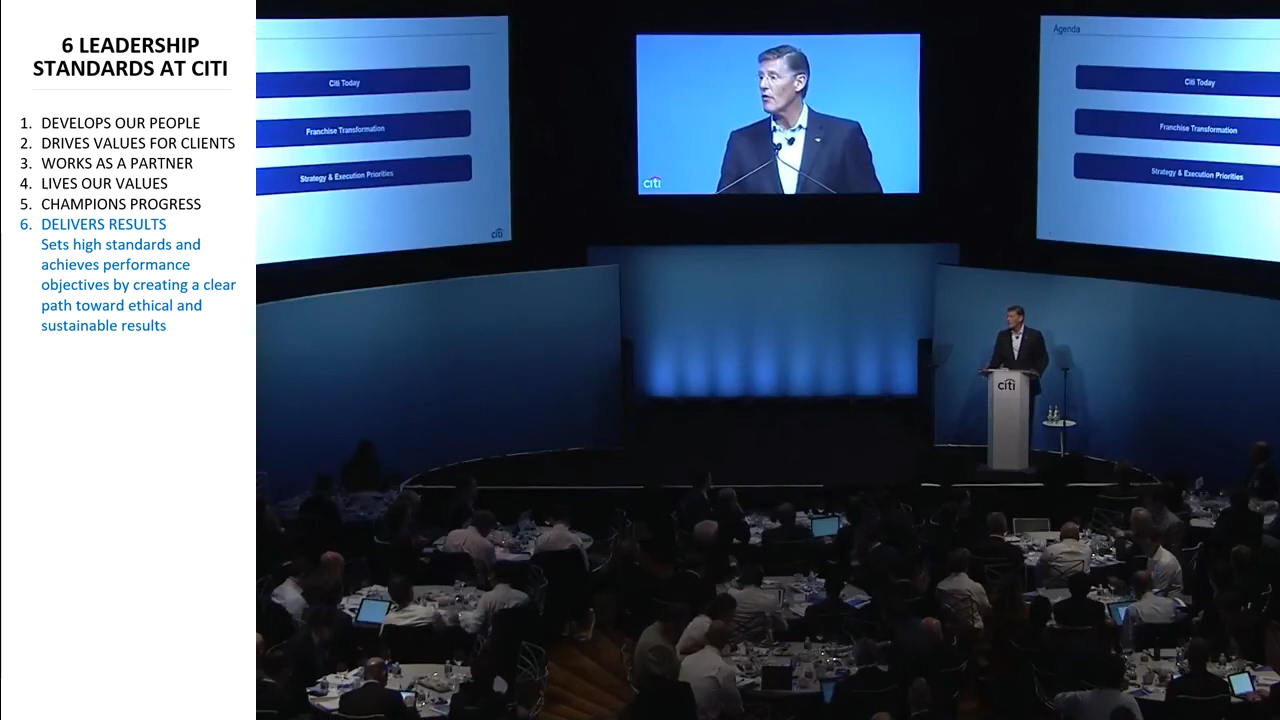 6 LEADERSHIP
STANDARDS AT CITI
1. DEVELOPS OUR PEOPLE
2. DRIVES VALUES FOR CLIENTS
3. WORKS AS A PARTNER
4. LIVES OUR VALUES
5. CHAMPIONS PROGRESS
6. DELIVERS RESULTS
Sets high standards and
achieves performance
objectives by creating a clear
path toward ethical and
sustainable results
Citi Today
Franchise Transformation
Strategy & Execution Priorities
citi
citi
Agenda
Citi Today
Franchise Transformation
Strategy & Execution Priorities
citi